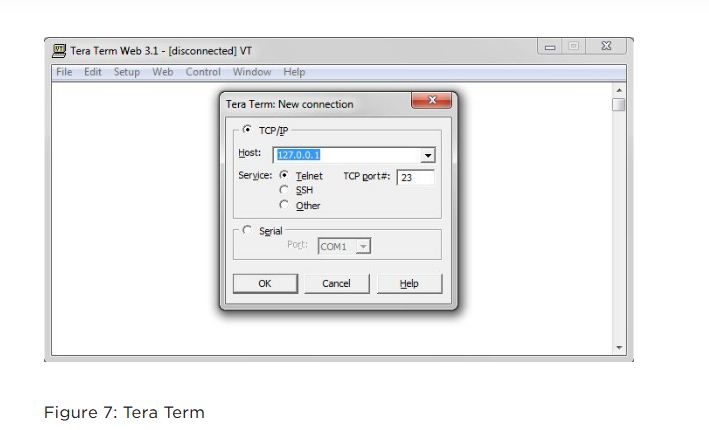 Tera Term Web 3.1 - [disconnected] VT
File Edit Setup Web Control Window Help
Tera Term: New connection
TCP/IP
Host: 127.0.0.1
Service: Telnet TCP port#: 23
SSH
Other
Serial
Port: COM1
OK Cancel Help
Figure 7: Tera Term